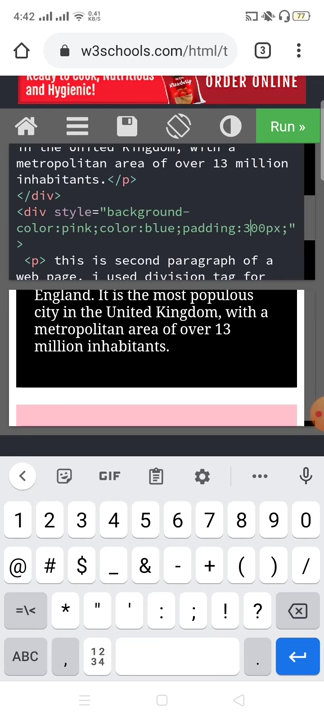 4:42
0.41
KB/S
77
w3schools.com/html/t
3
Ready to Cook, Nutritious
and Hygienic!
ORDER ONLINE
Run »
in the United Kingdom, with a
metropolitan area of over 13 million
inhabitants.</p>
</div>
<div style="background-
color:pink;color:blue;padding:300px;"
>
<p> this is second paragraph of a
web page. i used division tag for
England. It is the most populous
city in the United Kingdom, with a
metropolitan area of over 13
million inhabitants.
GIF
1 2 3 4 5 6 7 8 9 0
@ # $ _ & - + ( ) /
=\< * " ' : ; ! ?
ABC , 12 .
34